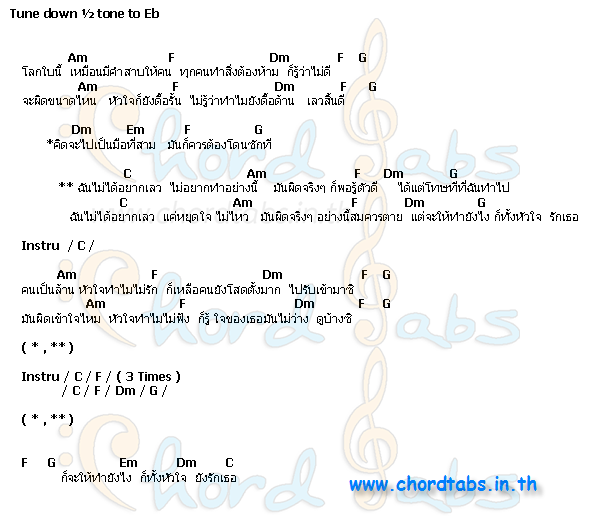 Tune down ½ tone to Eb
Am F Dm F G
โลกใบนี้ เหมือนมีคำสาบให้คน ทุกคนทำสิ่งต้องห้าม ก็รู้ว่าไม่ดี
Am F Dm F G
จะผิดขนาดไหน หัวใจก็ยังดื้อรั้น ไม่รู้ว่าทำไมยังดื้อด้าน เลวสิ้นดี
Dm Em F G
*คิดจะไปเป็นมือที่สาม มันก็ควรต้องโดนซักที
C Am F Dm G
** ฉันไม่ได้อยากเลว ไม่อยากทำอย่างนี้ มันผิดจริงๆ ก็พอรู้ตัวดี ได้แต่โทษทีที่ฉันทำไป
C Am F Dm G
ฉันไม่ได้อยากเลว แค่หยุดใจ ไม่ไหว มันผิดจริงๆ อย่างนี้สมควรตาย แต่จะให้ทำยังไง ก็ทั้งหัวใจ รักเธอ
Instru / C /
Am F Dm F G
คนเป็นล้าน หัวใจทำไมไม่รัก ก็เหลือคนยังโสดตั้งมาก ไปรับเข้ามาซิ
Am F Dm F G
มันผิดเข้าใจไหม หัวใจทำไมไม่ฟัง ก็รู้ ใจของเธอมันไม่ว่าง ดูบ้างซิ
( * , ** )
Instru / C / F / ( 3 Times )
/ C / F / Dm / G /
( * , ** )
F G Em Dm C
ก็จะให้ทำยังไง ก็ทั้งหัวใจ ยังรักเธอ
www.chordtabs.in.th